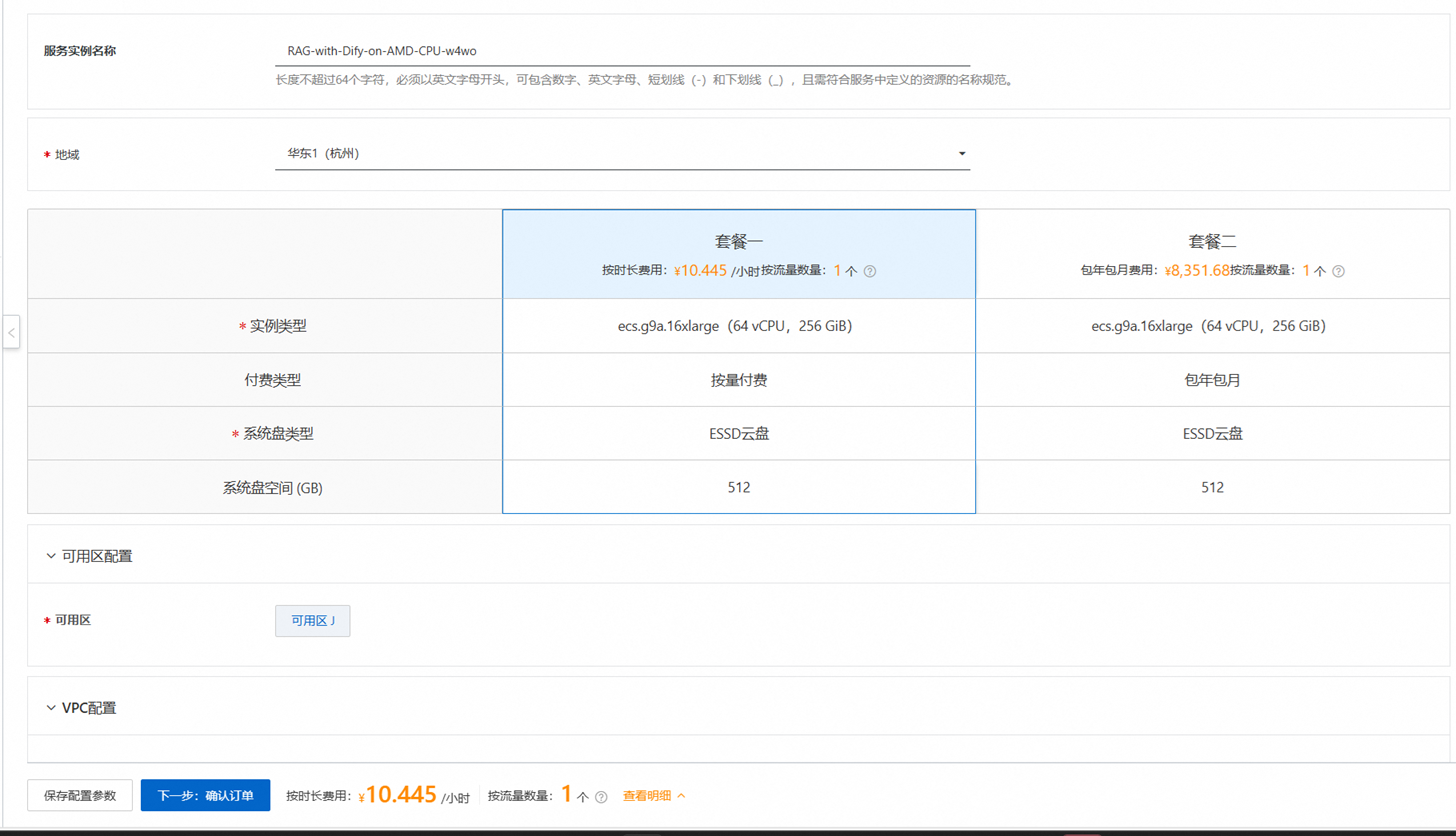 服务实例名称
RAG-with-Dify-on-AMD-CPU-w4wo
长度不超过64个字符，必须以英文字母开头，可包含数字、英文字母、短划线（-）和下划线（_），且需符合服务中定义的资源的名称规范。
* 地域
华东1（杭州）
套餐一
套餐二
按时长费用：¥10.445 /小时按流量数量：1 个
包年包月费用：¥8,351.68按流量数量：1 个
* 实例类型
ecs.g9a.16xlarge（64 vCPU，256 GiB）
ecs.g9a.16xlarge（64 vCPU，256 GiB）
付费类型
按量付费
包年包月
* 系统盘类型
ESSD云盘
ESSD云盘
系统盘空间 (GB)
512
512
可用区配置
* 可用区
可用区 J
VPC配置
保存配置参数
下一步：确认订单
按时长费用：¥10.445 /小时
按流量数量：1 个
查看明细